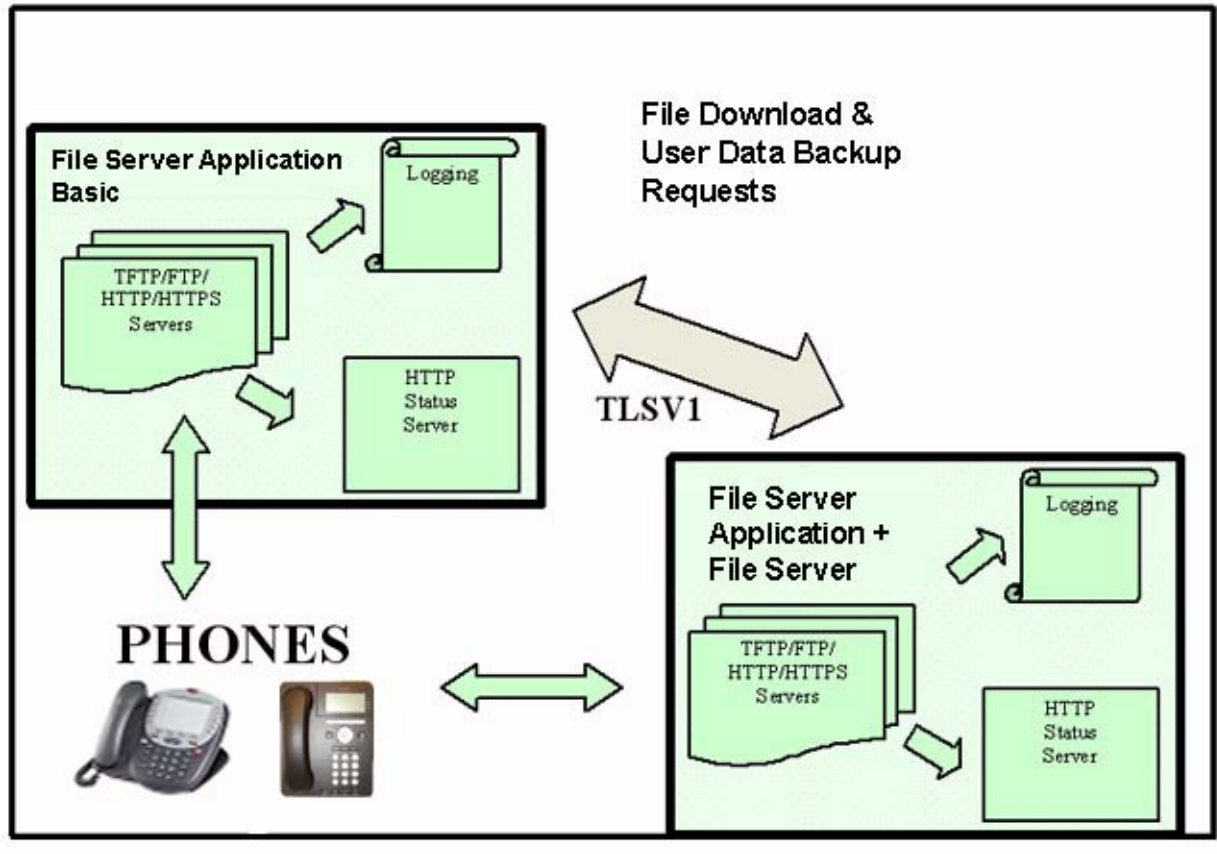 File Download &
User Data Backup
Requests
File Server Application
Basic
Logging
TFTP/FTP/
HTTP/HTTPS
Servers
HTTP
Status
Server
TLSV1
File Server
Application +
File Server
Logging
TFTP/FTP/
HTTP/HTTPS
Servers
HTTP
Status
Server
PHONES